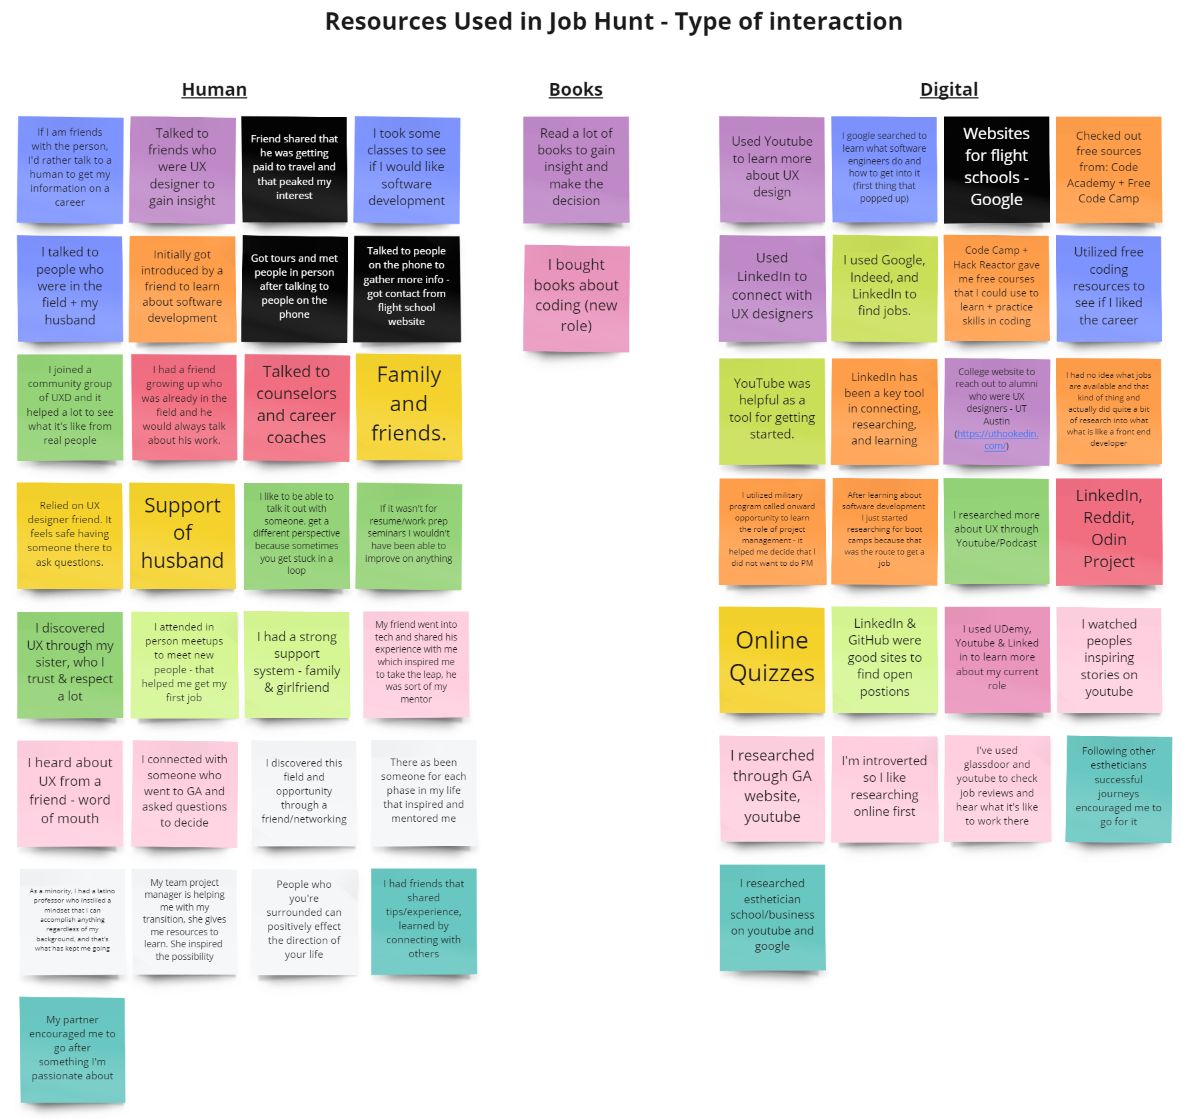 Resources Used in Job Hunt - Type of interaction
Human
If I am friends
with the person,
I'd rather talk to a
human to get my
information on a
career
Talked to
friends who
were UX
designer to
gain insight
Friend shared that
he was getting
paid to travel and
that peaked my
interest
I took some
classes to see
if I would like
software
development
I talked to
people who
were in the
field + my
husband
Initially got
introduced by a
friend to learn
about software
development
Got tours and met
people in person
after talking to
people on the
phone
Talked to people
on the phone to
gather more info -
got contact from
flight school
website
I joined a
community group
of UXD and it
helped a lot to see
what it's like from
real people
I had a friend
growing up who
was already in the
field and he
would always talk
about his work.
Talked to
counselors
and career
coaches
Family
and
friends.
Relied on UX
designer friend. It
feels safe having
someone there to
ask questions.
Support
of
husband
I like to be able to
talk it out with
someone. get a
different perspective
because sometimes
you get stuck in a
loop
If it wasn't for
resume/work prep
seminars I wouldn't
have been able to
improve on anything
I discovered
UX through my
sister, who I
trust & respect
a lot
I attended in
person meetups
to meet new
people - that
helped me get my
first job
I had a strong
support
system - family
& girlfriend
My friend went into
tech and shared his
experience with me
which inspired me
to take the leap, he
was sort of my
mentor
I heard about
UX from a
friend - word
of mouth
I connected with
someone who
went to GA and
asked questions
to decide
I discovered this
field and
opportunity
through a
friend/networking
There as been
someone for each
phase in my life
that inspired and
mentored me
As a minority, I had a latino
professor who instilled a
mindset that I can
accomplish anything
regardless of my
background, and that's
what has kept me going
My team project
manager is helping
me with my
transition, she gives
me resources to
learn. She inspired
the possibility
People who
you're
surrounded can
positively effect
the direction of
your life
I had friends that
shared
tips/experience,
learned by
connecting with
others
My partner
encouraged me to
go after
something I'm
passionate about
Books
Read a lot of
books to gain
insight and
make the
decision
I bought
books about
coding (new
role)
Digital
Used Youtube
to learn more
about UX
design
I google searched to
learn what software
engineers do and
how to get into it
(first thing that
popped up)
Websites
for flight
schools -
Google
Checked out
free sources
from: Code
Academy + Free
Code Camp
Used
LinkedIn to
connect with
UX designers
I used Google,
Indeed, and
LinkedIn to
find jobs.
Code Camp +
Hack Reactor gave
me free courses
that I could use to
learn + practice
skills in coding
Utilized free
coding
resources to
see if I liked
the career
YouTube was
helpful as a
tool for getting
started.
LinkedIn has
been a key tool
in connecting,
researching,
and learning
College website to
reach out to alumni
who were UX
designers - UT
Austin
(https://uthookedin.
com/)
I had no idea what jobs
are available and that
kind of thing and
actually did quite a bit
of research into what
what is like a front end
developer
I utilized military
program called onward
opportunity to learn
the role of project
management - it
helped me decide that I
did not want to do PM
After learning about
software development
I just started
researching for boot
camps because that
was the route to get a
job
I researched more
about UX through
Youtube/Podcast
LinkedIn,
Reddit,
Odin
Project
Online
Quizzes
LinkedIn &
GitHub were
good sites to
find open
postions
I used UDemy,
Youtube & Linked
in to learn more
about my current
role
I watched
peoples
inspiring
stories on
youtube
I researched
through GA
website,
youtube
I'm introverted
so I like
researching
online first
I've used
glassdoor and
youtube to check
job reviews and
hear what it's like
to work there
Following other
estheticians
successful
journeys
encouraged me to
go for it
I researched
esthetician
school/business
on youtube and
google